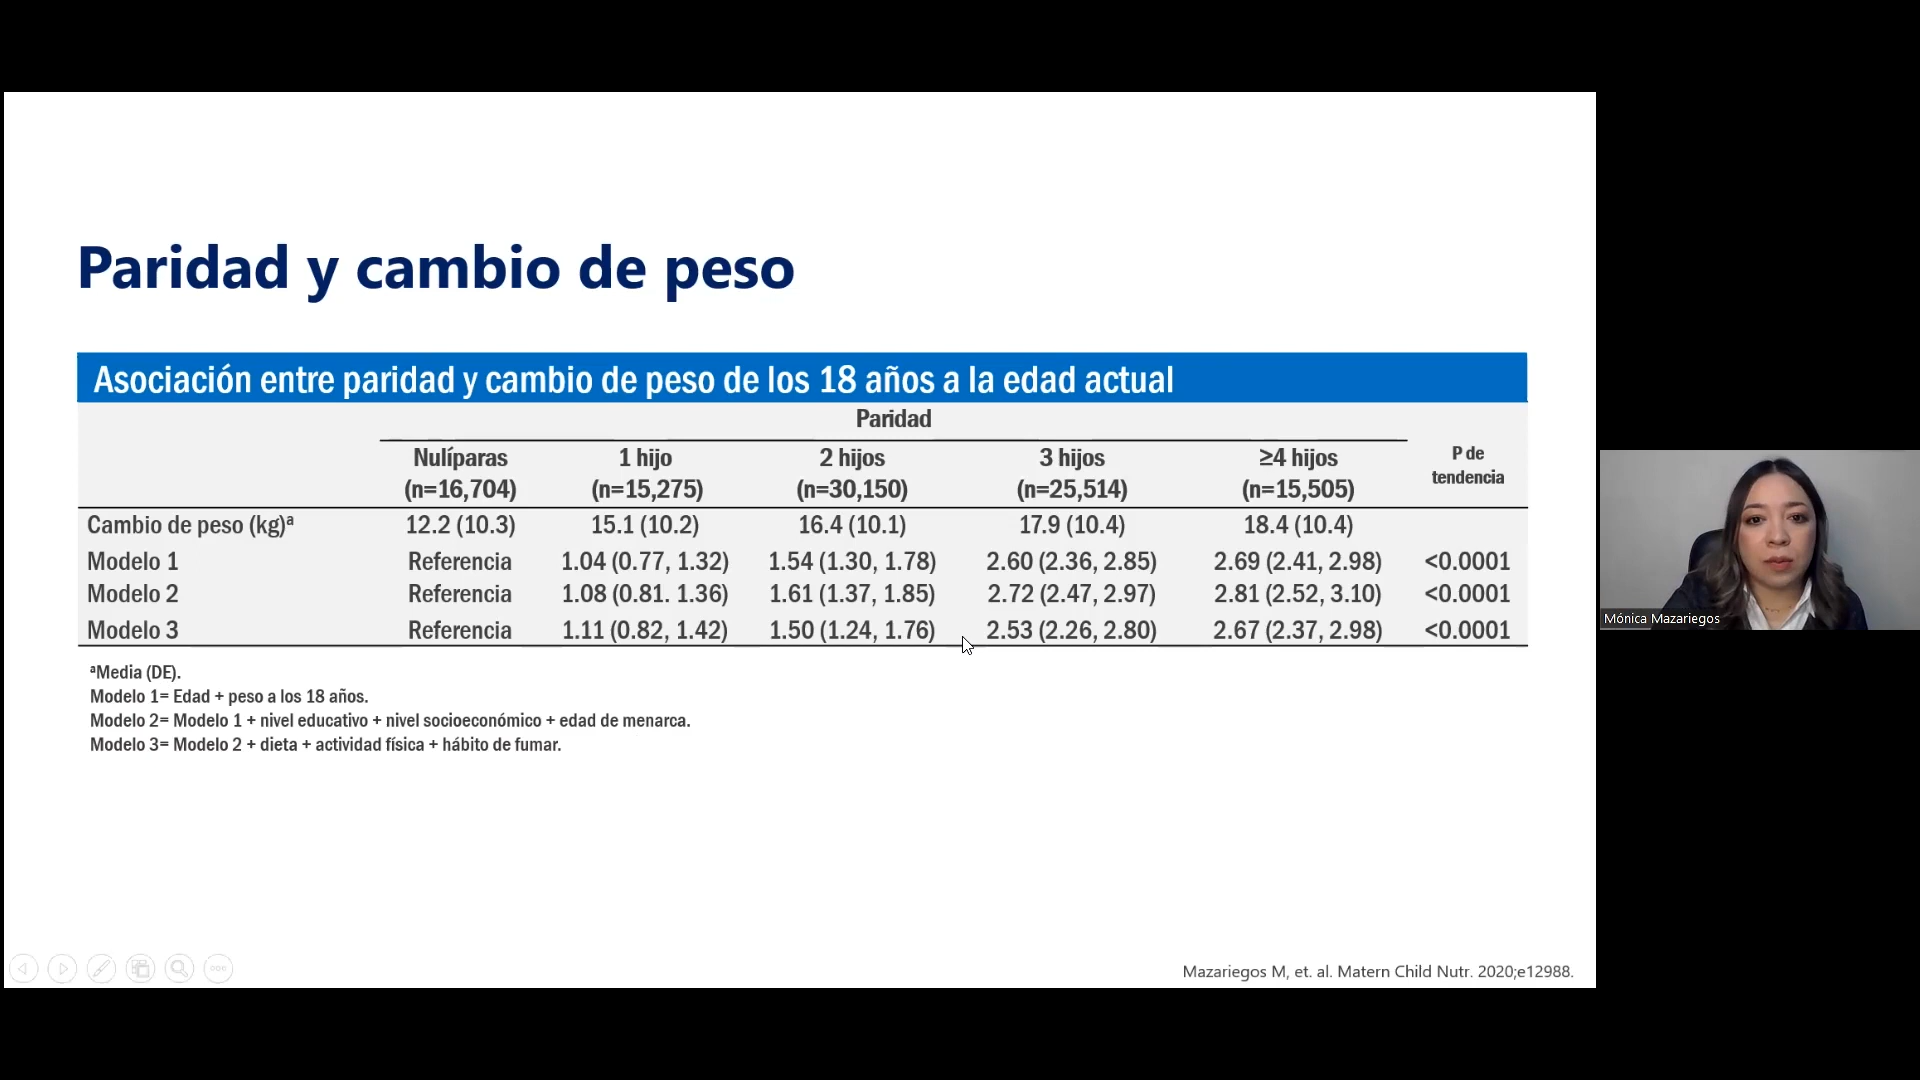 Paridad y cambio de peso
Asociación entre paridad y cambio de peso de los 18 años a la edad actual
Paridad
Nulíparas 1 hijo 2 hijos 3 hijos ≥4 hijos P de tendencia
(n=16,704) (n=15,275) (n=30,150) (n=25,514) (n=15,505)
Cambio de peso (kg)ª 12.2 (10.3) 15.1 (10.2) 16.4 (10.1) 17.9 (10.4) 18.4 (10.4)
Modelo 1 Referencia 1.04 (0.77, 1.32) 1.54 (1.30, 1.78) 2.60 (2.36, 2.85) 2.69 (2.41, 2.98) <0.0001
Modelo 2 Referencia 1.08 (0.81. 1.36) 1.61 (1.37, 1.85) 2.72 (2.47, 2.97) 2.81 (2.52, 3.10) <0.0001
Modelo 3 Referencia 1.11 (0.82, 1.42) 1.50 (1.24, 1.76) 2.53 (2.26, 2.80) 2.67 (2.37, 2.98) <0.0001
ªMedia (DE).
Modelo 1= Edad + peso a los 18 años.
Modelo 2= Modelo 1 + nivel educativo + nivel socioeconómico + edad de menarca.
Modelo 3= Modelo 2 + dieta + actividad física + hábito de fumar.
Mazariegos M, et. al. Matern Child Nutr. 2020;e12988.
Mónica Mazariegos